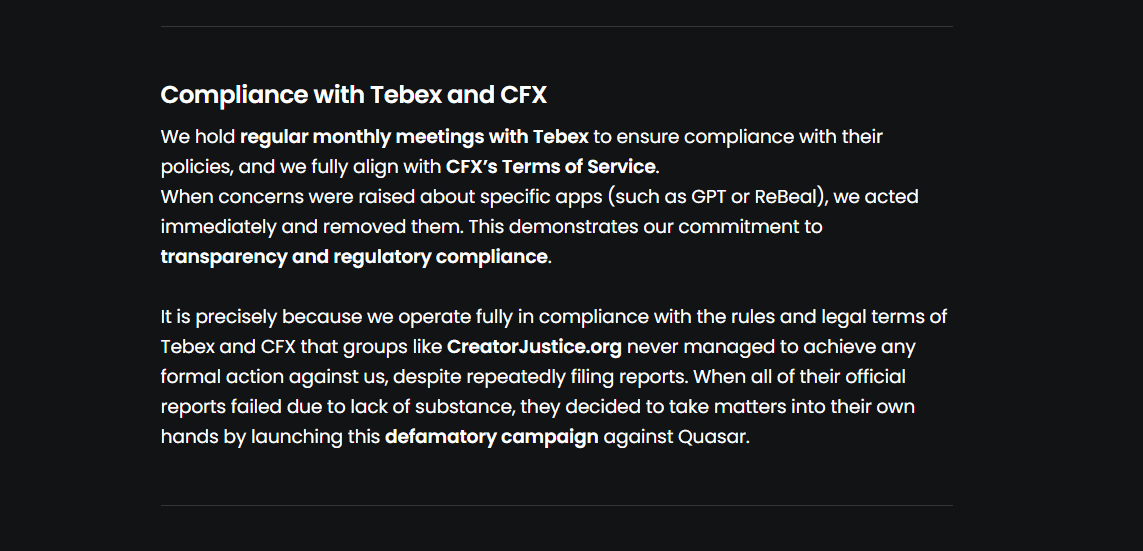 Compliance with Tebex and CFX
We hold regular monthly meetings with Tebex to ensure compliance with their
policies, and we fully align with CFX’s Terms of Service.
When concerns were raised about specific apps (such as GPT or ReBeal), we acted
immediately and removed them. This demonstrates our commitment to
transparency and regulatory compliance.
It is precisely because we operate fully in compliance with the rules and legal terms of
Tebex and CFX that groups like CreatorJustice.org never managed to achieve any
formal action against us, despite repeatedly filing reports. When all of their official
reports failed due to lack of substance, they decided to take matters into their own
hands by launching this defamatory campaign against Quasar.